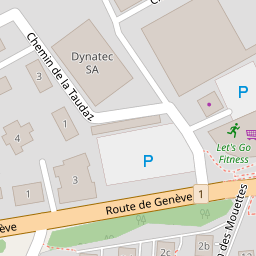 Dynatec
SA
Chemin de la Taudaz
3
P
4
1
P
Let's Go
Fitness
1
3
Route de Genève
1
ève
n des Mouettes
2c
2b